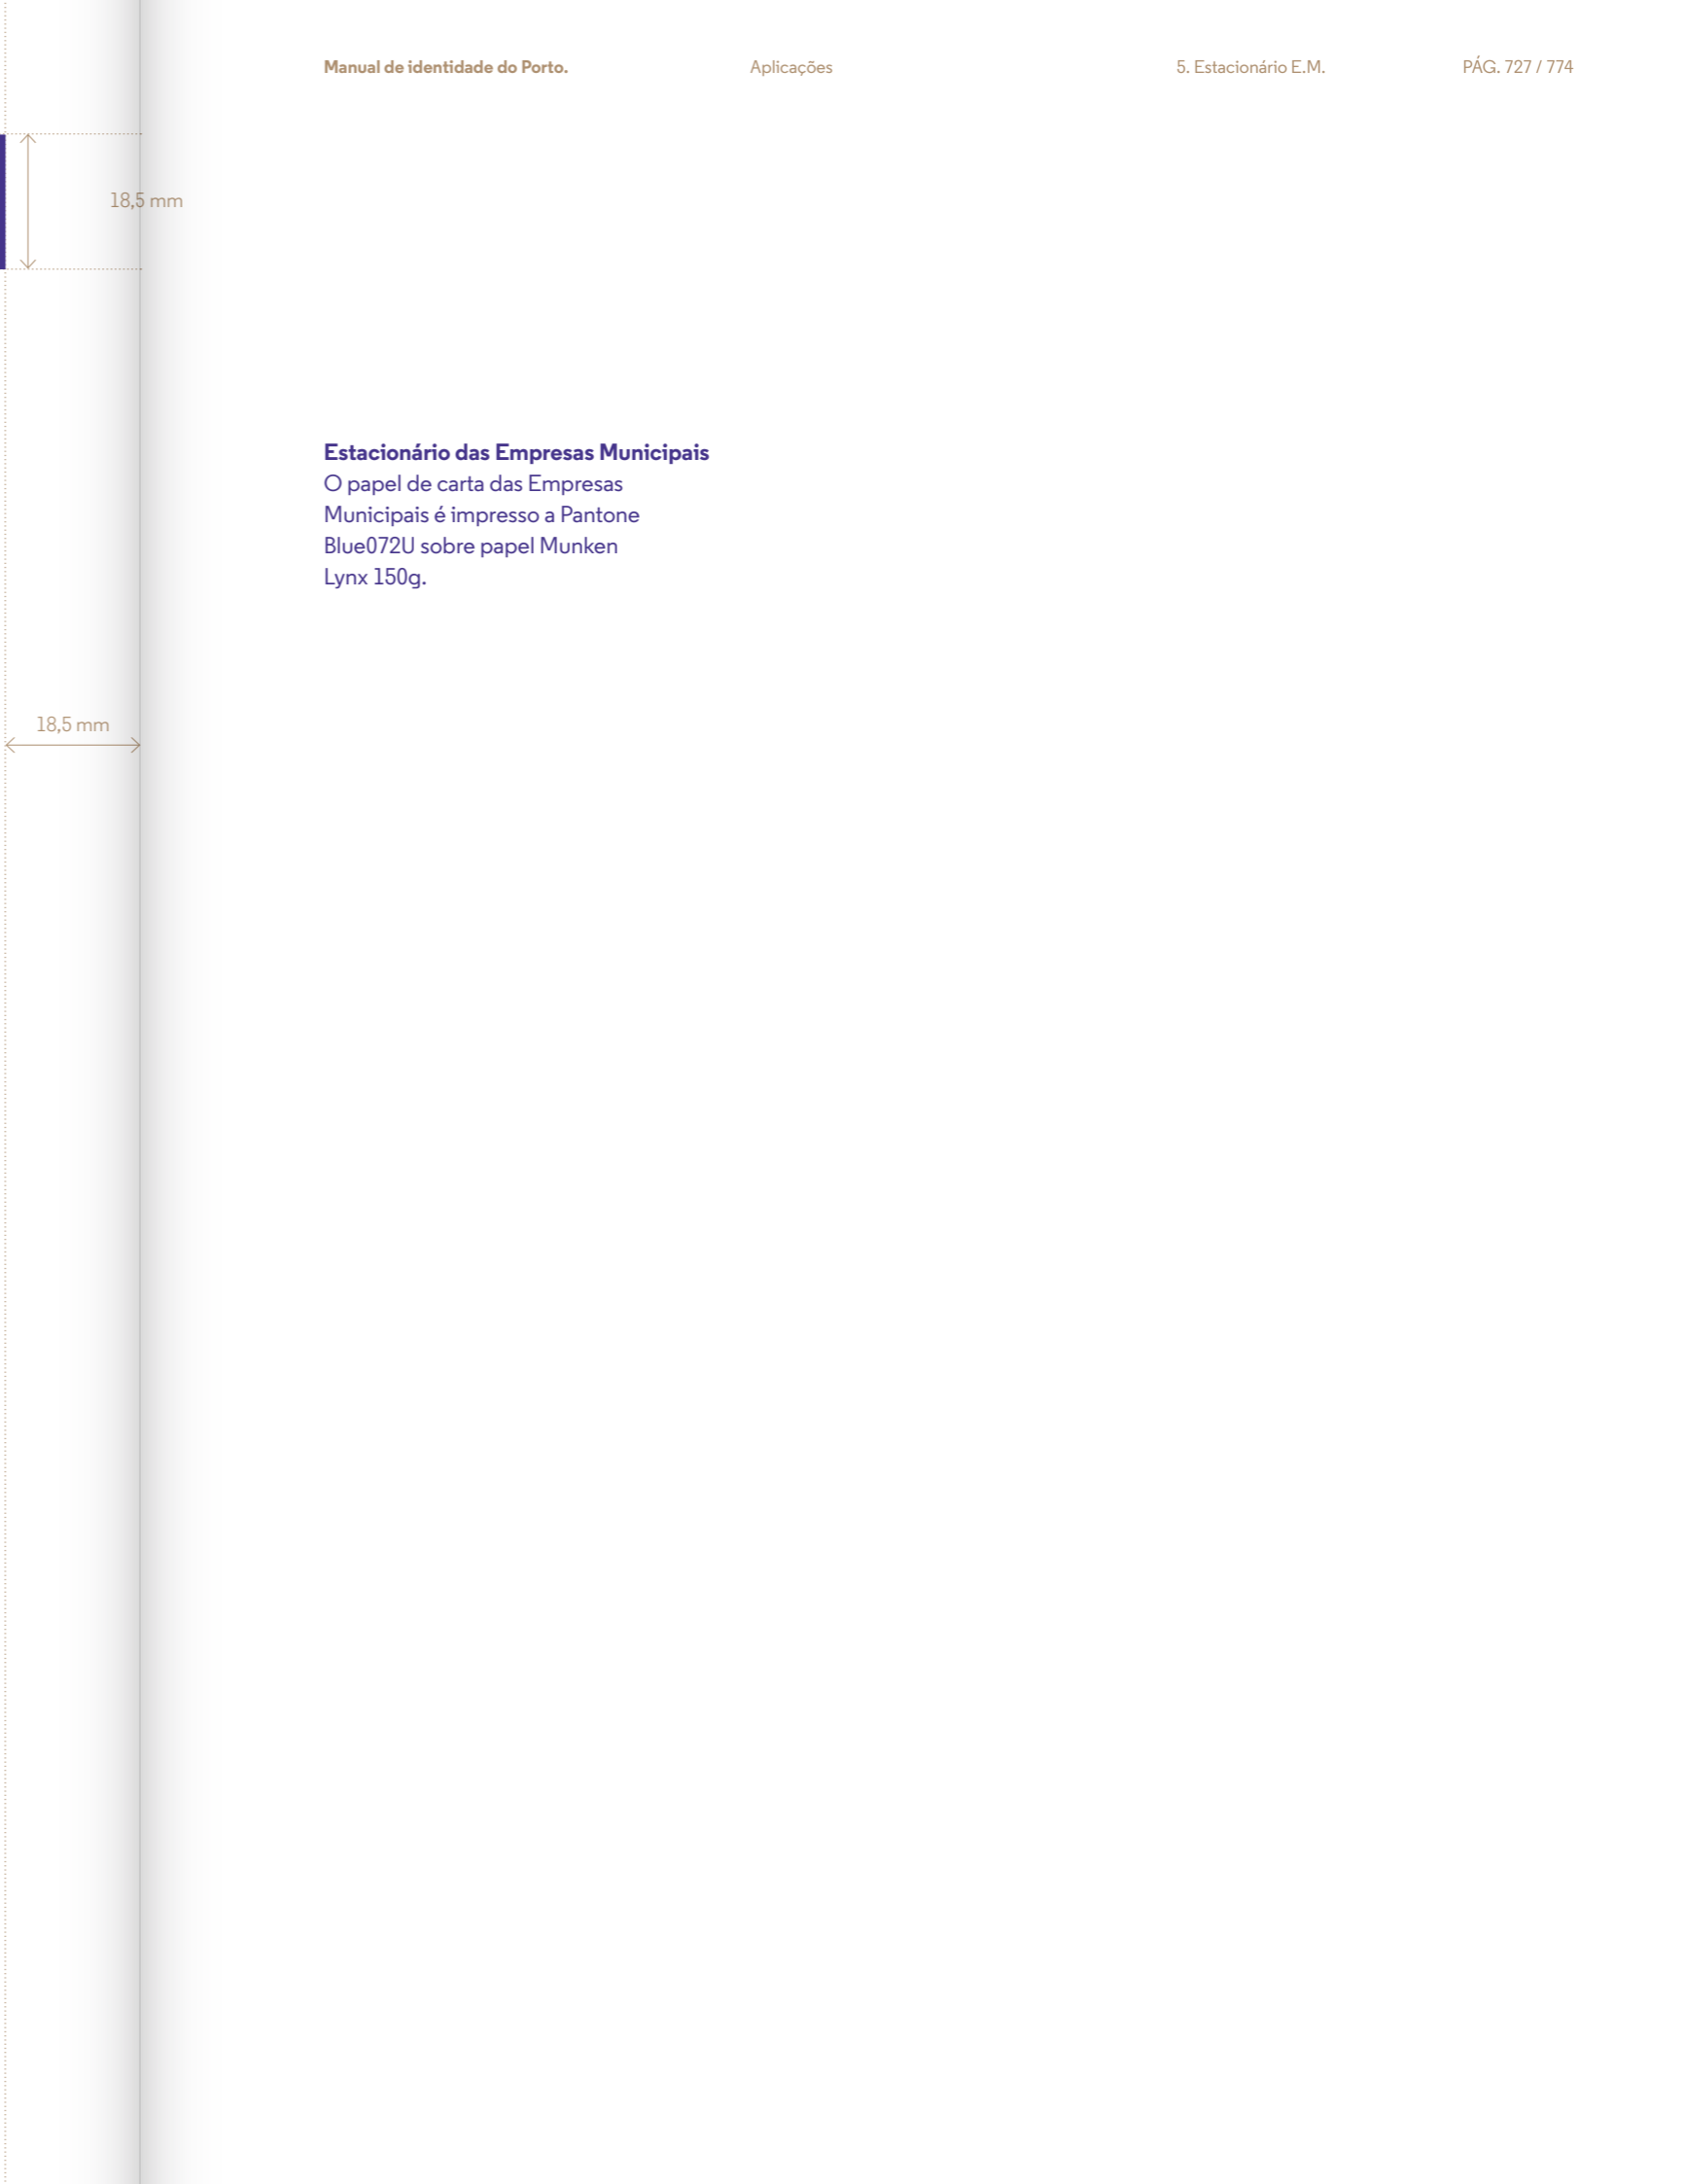 Manual de identidade do Porto.
Aplicações
5. Estacionário E.M.
PÁG. 727 / 774
18,5 mm
Estacionário das Empresas Municipais
O papel de carta das Empresas
Municipais é impresso a Pantone
Blue072U sobre papel Munken
Lynx 150g.
18,5 mm